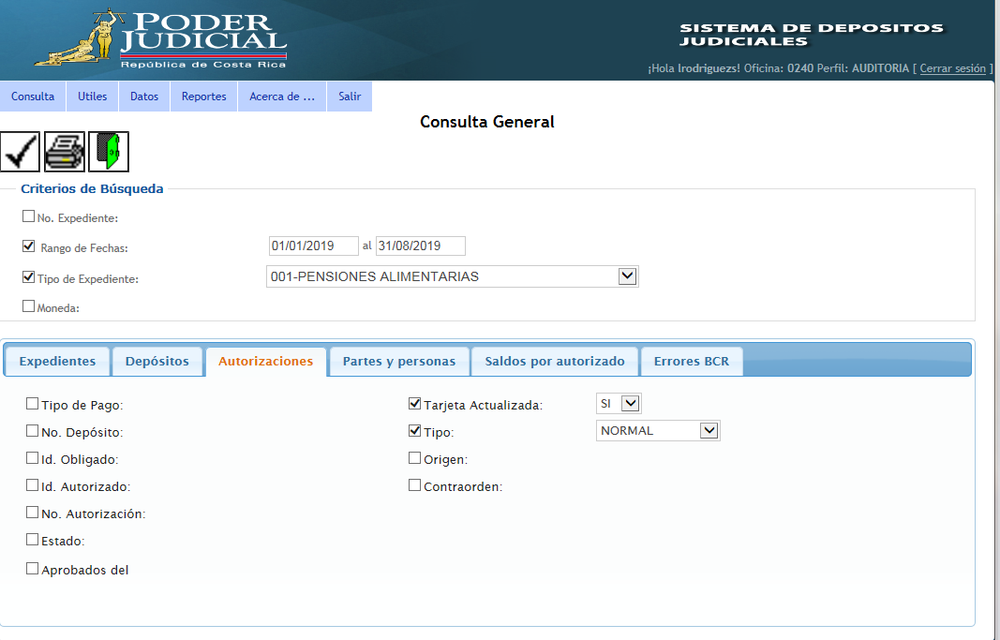 PODER
JUDICIAL
República de Costa Rica
SISTEMA DE DEPOSITOS
JUDICIALES
¡Hola lrodriguezs! Oficina: 0240 Perfil: AUDITORIA [ Cerrar sesión ]
Consulta Utiles Datos Reportes Acerca de ... Salir
Consulta General
Criterios de Búsqueda
No. Expediente:
Rango de Fechas: 01/01/2019 al 31/08/2019
Tipo de Expediente: 001-PENSIONES ALIMENTARIAS
Moneda:
Expedientes Depósitos Autorizaciones Partes y personas Saldos por autorizado Errores BCR
Tipo de Pago: Tarjeta Actualizada: SI
No. Depósito: Tipo: NORMAL
Id. Obligado: Origen:
Id. Autorizado: Contraorden:
No. Autorización:
Estado:
Aprobados del